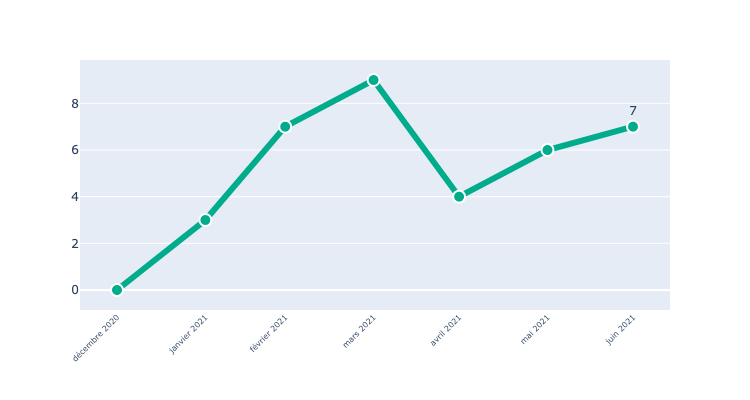 7
8
6
4
2
0
décembre 2020
janvier 2021
février 2021
mars 2021
avril 2021
mai 2021
juin 2021